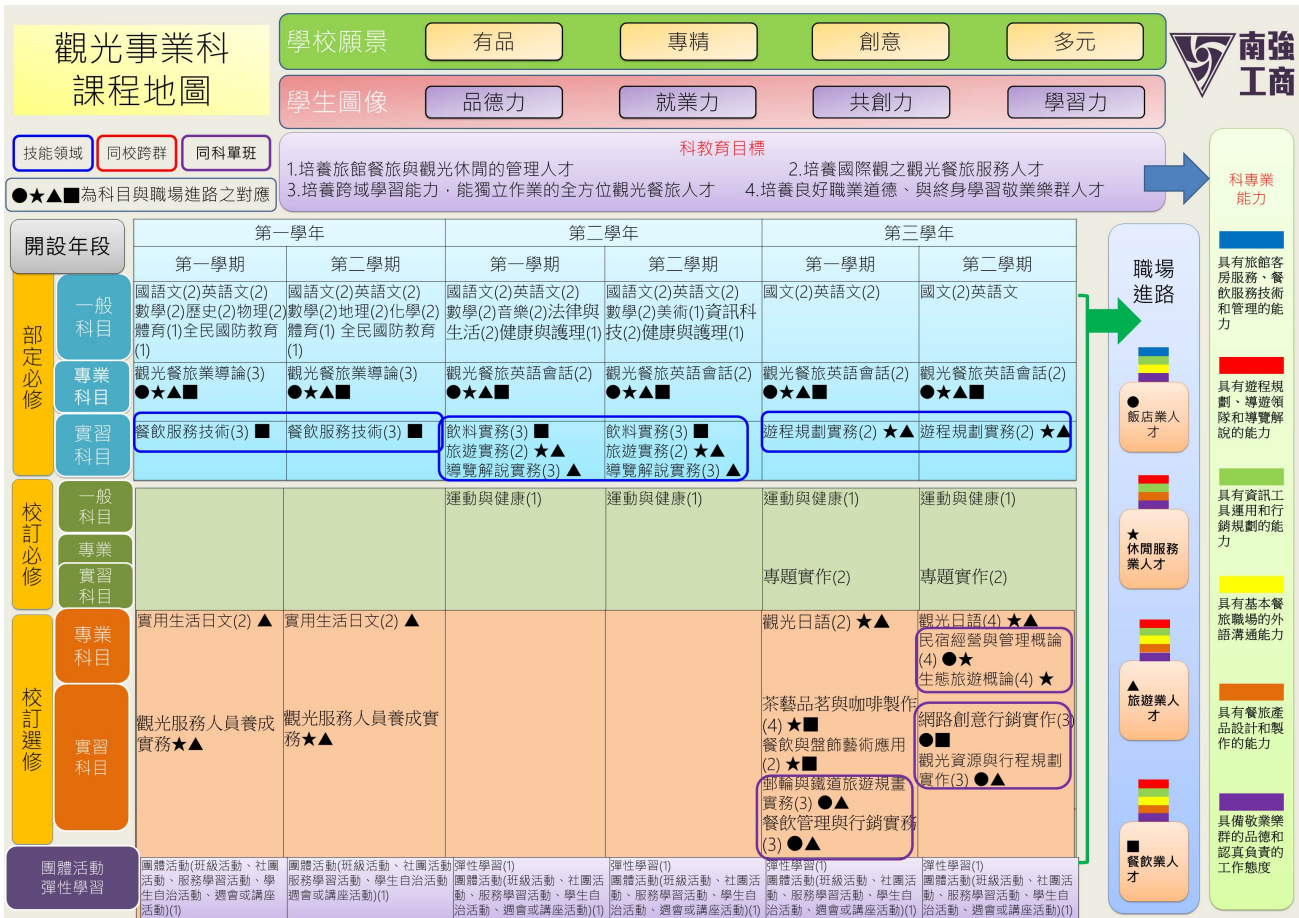 觀光事業科
課程地圖
學校願景
有品
專精
創意
多元
學生圖像
品德力
就業力
共創力
學習力
南強
工商
技能領域
同校跨群
同科單班
●★▲■為科目與職場進路之對應
科教育目標
1.培養旅館餐旅與觀光休閒的管理人才
2.培養國際觀之觀光餐旅服務人才
3.培養跨域學習能力，能獨立作業的全方位觀光餐旅人才
4.培養良好職業道德、與終身學習敬業樂群人才
開設年段
第一學年
第二學年
第三學年
第一學期
第二學期
第一學期
第二學期
第一學期
第二學期
部定必修
一般
科目
國語文(2)英語文(2)
數學(2)歷史(2)物理(2)
體育(1)全民國防教育
(1)
國語文(2)英語文(2)
數學(2)地理(2)化學(2)
體育(1) 全民國防教育
(1)
國語文(2)英語文(2)
數學(2)音樂(2)法律與
生活(2)健康與護理(1)
國語文(2)英語文(2)
數學(2)美術(1)資訊科
技(2)健康與護理(1)
國文(2)英語文(2)
國文(2)英語文
專業
科目
觀光餐旅業導論(3)
●★▲■
觀光餐旅業導論(3)
●★▲■
觀光餐旅英語會話(2)
●★▲■
觀光餐旅英語會話(2)
●★▲■
觀光餐旅英語會話(2)
●★▲■
觀光餐旅英語會話(2)
●★▲■
實習
科目
餐飲服務技術(3) ■
餐飲服務技術(3) ■
飲料實務(3) ■
旅遊實務(2) ★▲
導覽解說實務(3) ▲
飲料實務(3) ■
旅遊實務(2) ★▲
導覽解說實務(3) ▲
遊程規劃實務(2) ★▲
遊程規劃實務(2) ★▲
校訂必修
一般
科目
運動與健康(1)
運動與健康(1)
運動與健康(1)
運動與健康(1)
專業
實習
科目
專題實作(2)
專題實作(2)
校訂選修
專業
科目
實用生活日文(2) ▲
實用生活日文(2) ▲
觀光日語(2) ★▲
觀光日語(4) ★▲
民宿經營與管理概論
(4) ●★
生態旅遊概論(4) ★
實習
科目
觀光服務人員養成
實務★▲
觀光服務人員養成實
務★▲
茶藝品茗與咖啡製作
(4) ★■
餐飲與盤飾藝術應用
(2) ★■
郵輪與鐵道旅遊規畫
實務(3) ●▲
餐飲管理與行銷實務
(3) ●▲
網路創意行銷實作(3)
●■
觀光資源與行程規劃
實作(3) ●▲
團體活動
彈性學習
團體活動(班級活動、社團
活動、服務學習活動、學
生自治活動、週會或講座
活動)(1)
團體活動(班級活動、社團活動
服務學習活動、學生自治活動
週會或講座活動)(1)
彈性學習(1)
團體活動(班級活動、社團活
動、服務學習活動、學生自
治活動、週會或講座活動)(1)
彈性學習(1)
團體活動(班級活動、社團活
動、服務學習活動、學生自
治活動、週會或講座活動)(1)
彈性學習(1)
團體活動(班級活動、社團活
動、服務學習活動、學生自
治活動、週會或講座活動)(1)
彈性學習(1)
團體活動(班級活動、社團活
動、服務學習活動、學生自
治活動、週會或講座活動)(1)
職場
進路
●
飯店業人
才
★
休閒服務
業人才
▲
旅遊業人
才
■
餐飲業人
才
科專業
能力
具有旅館客
房服務、餐
飲服務技術
和管理的能
力
具有遊程規
劃、導遊領
隊和導覽解
說的能力
具有資訊工
具運用和行
銷規劃的能
力
具有基本餐
旅職場的外
語溝通能力
具有餐旅產
品設計和製
作的能力
具備敬業樂
群的品德和
認真負責的
工作態度